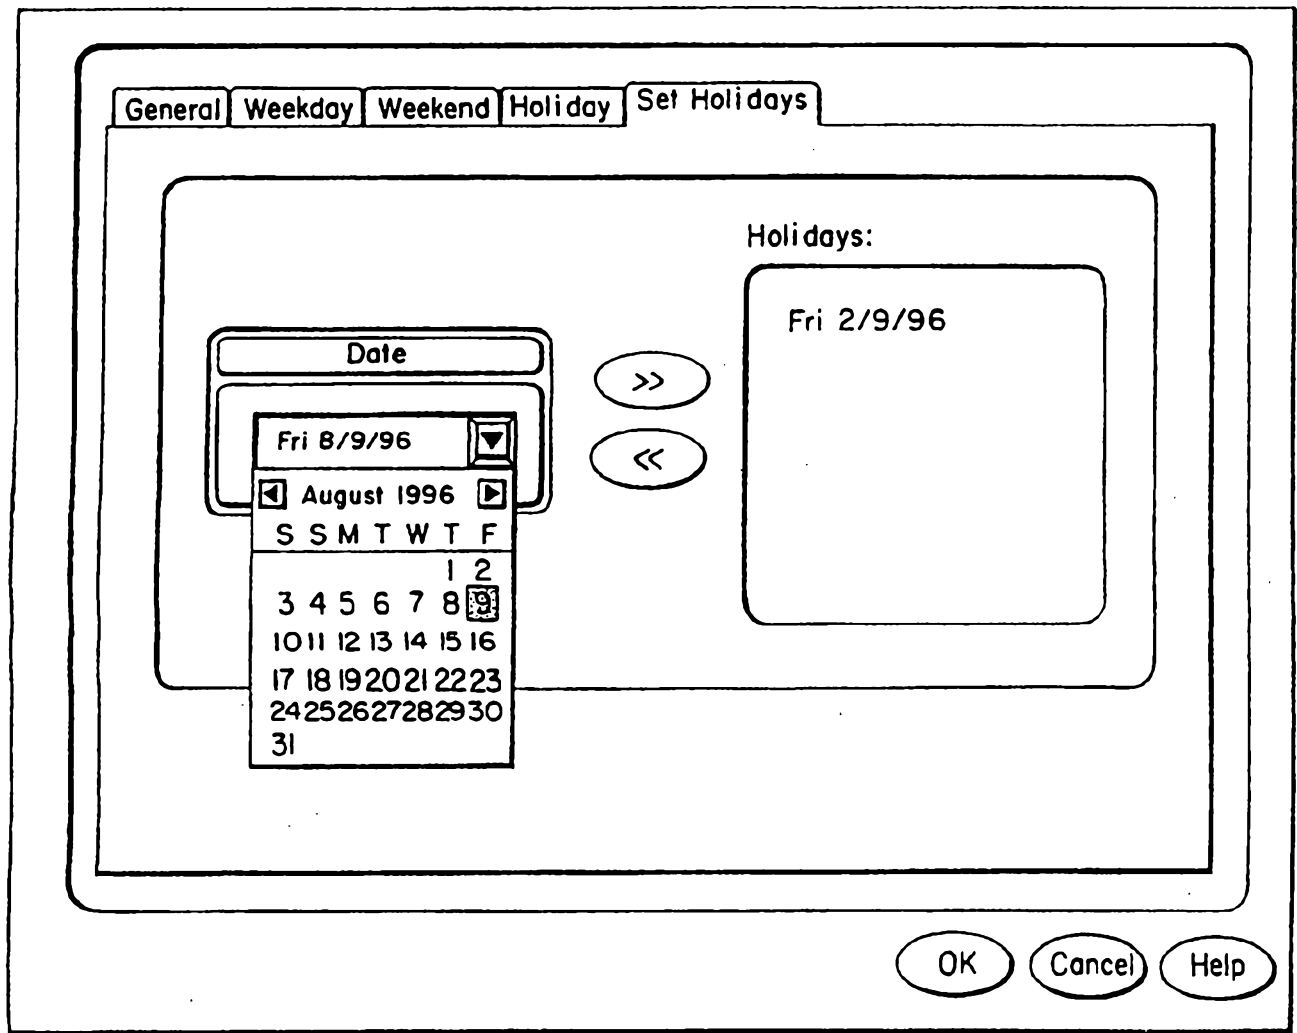 General Weekday Weekend Holiday Set Holidays
Holidays:
Fri 2/9/96
Date
>>
<<
Fri 8/9/96
August 1996
S S M T W T F
1 2
3 4 5 6 7 8 9
10 11 12 13 14 15 16
17 18 19 20 21 22 23
24 25 26 27 28 29 30
31
OK Cancel Help